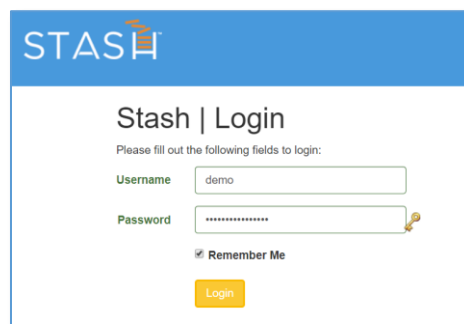 STASH
Stash | Login
Please fill out the following fields to login:
Username demo
Password ••••••••••••••••
Remember Me
Login